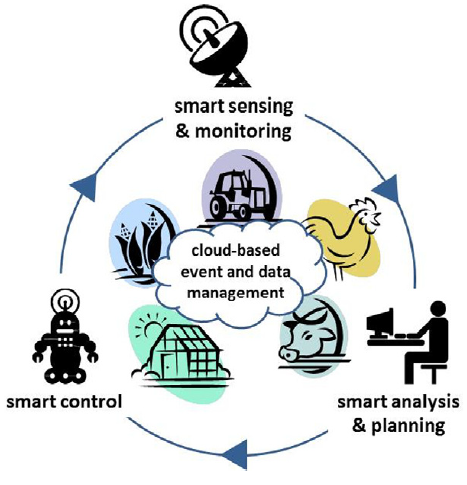 smart sensing
& monitoring
cloud-based
event and data
management
smart control
smart analysis
& planning